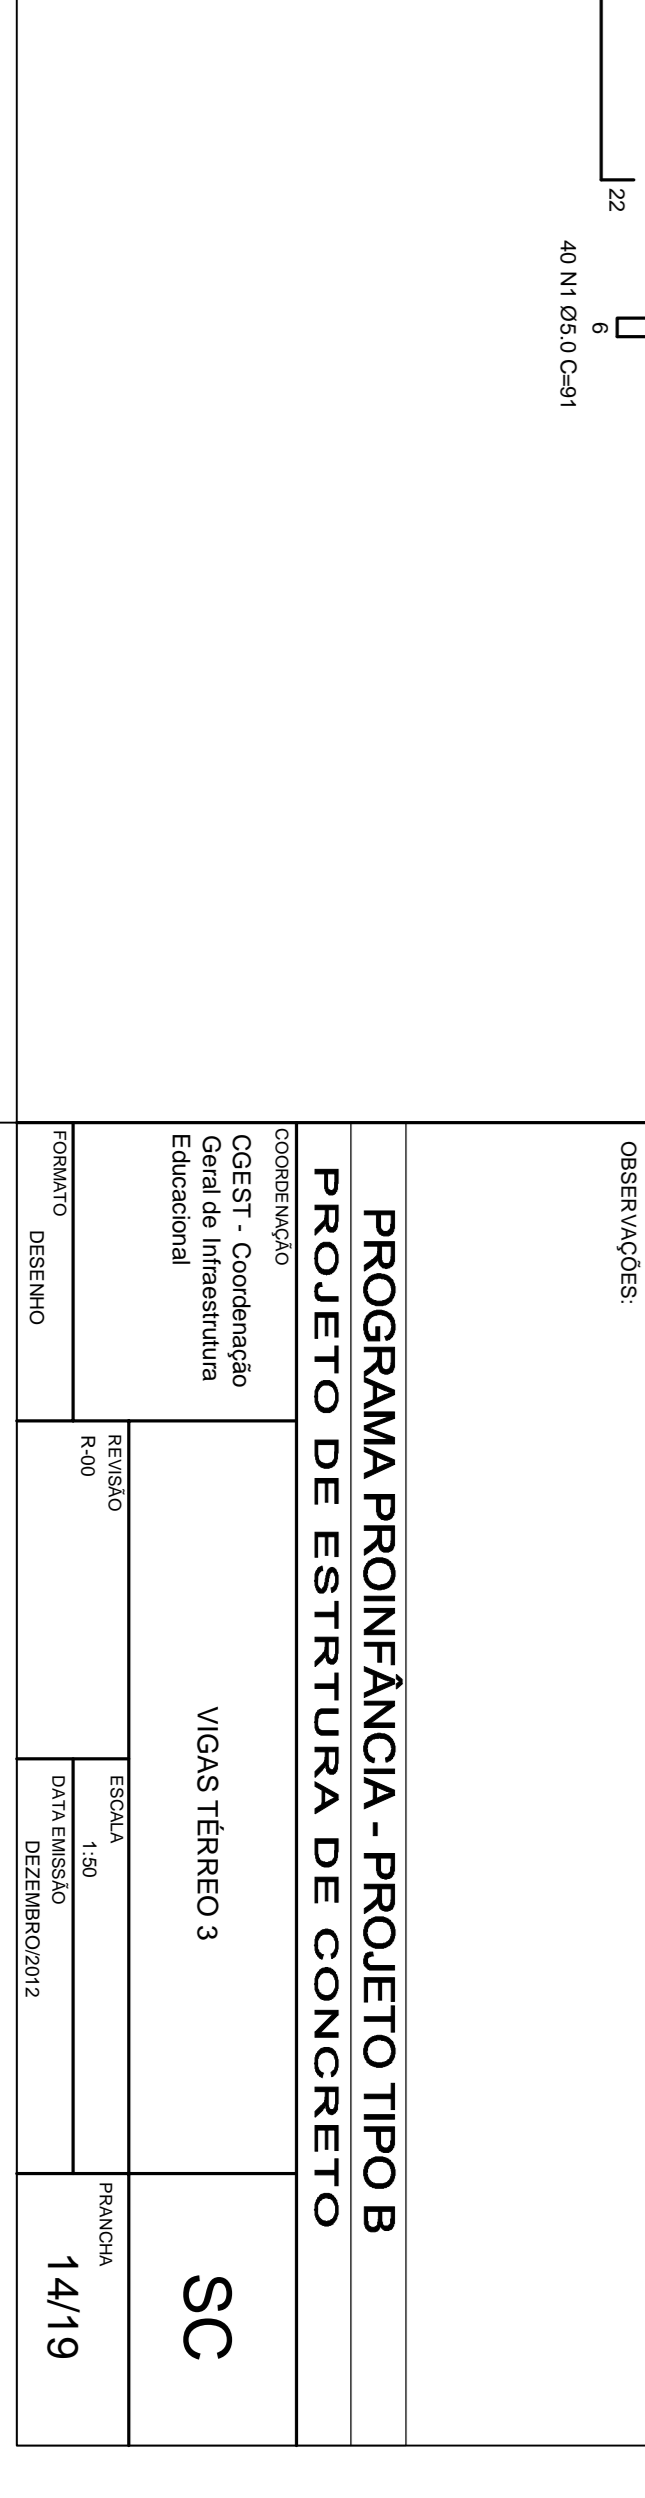 22
6
40 N1 Ø5.0 C=91
OBSERVAÇÕES:
PROGRAMA PROINFÂNCIA - PROJETO TIPO B
PROJETO DE ESTRTURA DE CONCRETO
COORDENAÇÃO
CGEST - Coordenação
Geral de Infraestrutura
Educacional
VIGAS TÉRREO 3
SC
FORMATO
DESENHO
REVISÃO
R-00
ESCALA
1:50
DATA EMISSÃO
DEZEMBRO/2012
PRANCHA
14/19